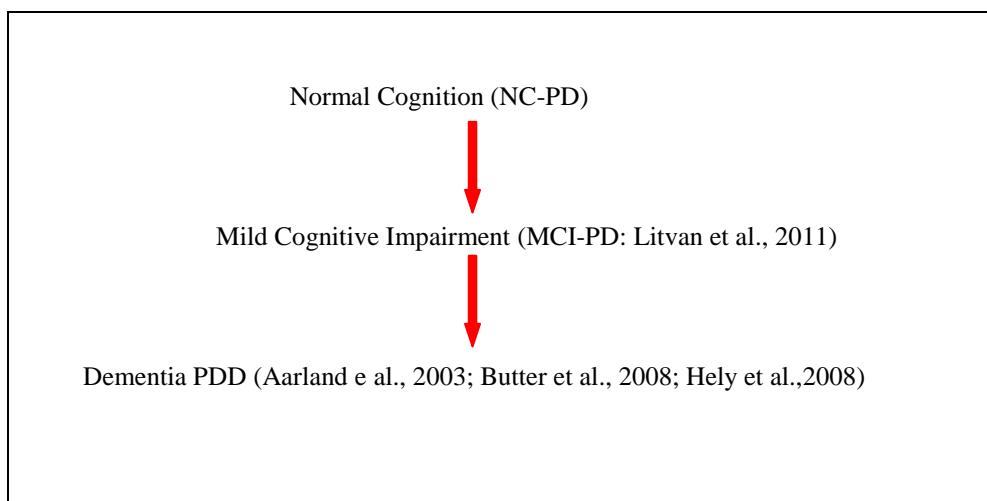 Normal Cognition (NC-PD)
Mild Cognitive Impairment (MCI-PD: Litvan et al., 2011)
Dementia PDD (Aarland e al., 2003; Butter et al., 2008; Hely et al.,2008)